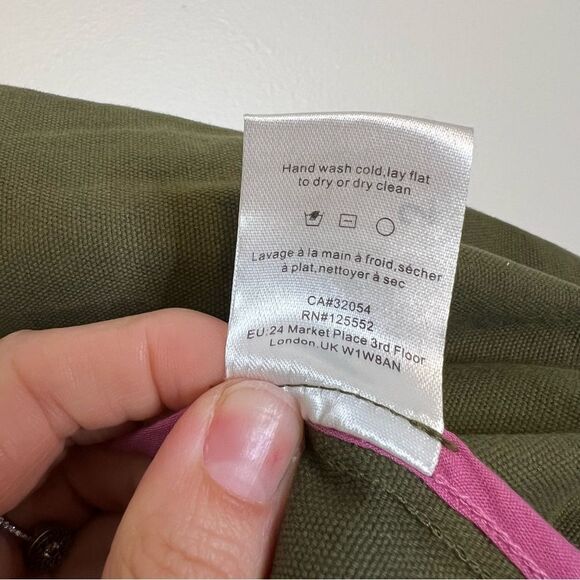 Hand wash cold,lay flat
to dry or dry clean
Lavage à la main à froid,sécher
à plat,nettoyer à sec
CA#32054
RN#125552
EU:24 Market Place 3rd Floor
London.UK W1W8AN